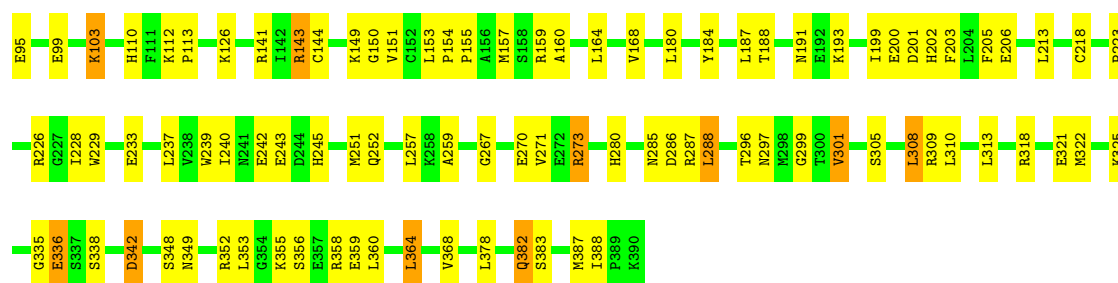 E95 E99 K103 H110 F111 K112 P113 K126 R141 I142 R143 C144 K149 G150 V151 C152 L153 P154 P155 A156 M157 S158 R159 A160 L164 V168 L180 Y184 L187 T188 N191 E192 K193 I199 E200 D201 H202 F203 L204 F205 E206 L213 C218
R226 G227 I228 W229 E233 L237 V238 W239 I240 N241 E242 E243 D244 H245 M251 Q252 L257 K258 A259 G267 E270 V271 E272 R273 H280 N285 D286 R287 L288 T296 N297 M298 G299 T300 V301 S305 L308 R309 L310 L313 R318 E321 M322 K325
G335 E336 S337 S338 D342 S348 N349 R352 L353 G354 K355 S356 E357 R358 E359 L360 L364 V368 L378 Q382 S383 M387 I388 P389 K390